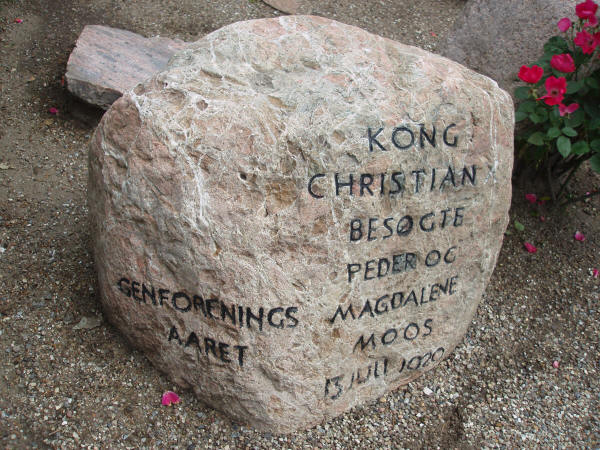 KONG
CHRISTIAN
BESØGTE
PEDER OG
MAGDALENE
MOOS
13 JULI 1920
GENFORENINGS
AARET